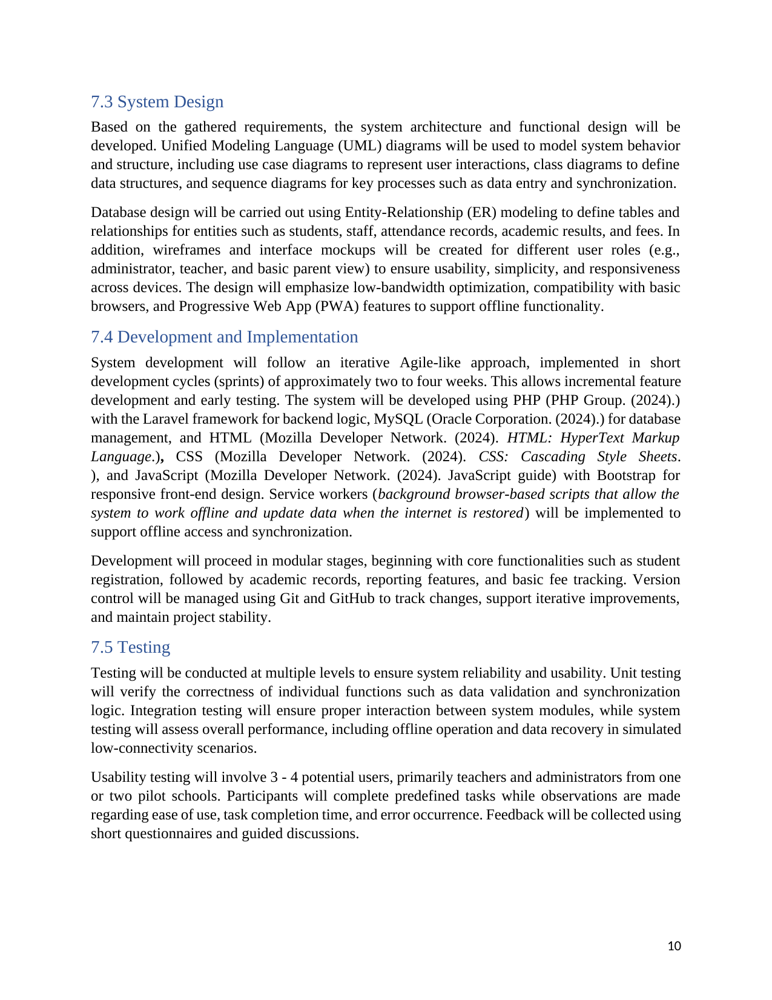 7.3 System Design
Based on the gathered requirements, the system architecture and functional design will be
developed. Unified Modeling Language (UML) diagrams will be used to model system behavior
and structure, including use case diagrams to represent user interactions, class diagrams to define
data structures, and sequence diagrams for key processes such as data entry and synchronization.
Database design will be carried out using Entity-Relationship (ER) modeling to define tables and
relationships for entities such as students, staff, attendance records, academic results, and fees. In
addition, wireframes and interface mockups will be created for different user roles (e.g.,
administrator, teacher, and basic parent view) to ensure usability, simplicity, and responsiveness
across devices. The design will emphasize low-bandwidth optimization, compatibility with basic
browsers, and Progressive Web App (PWA) features to support offline functionality.
7.4 Development and Implementation
System development will follow an iterative Agile-like approach, implemented in short
development cycles (sprints) of approximately two to four weeks. This allows incremental feature
development and early testing. The system will be developed using PHP (PHP Group. (2024).)
with the Laravel framework for backend logic, MySQL (Oracle Corporation. (2024).) for database
management, and HTML (Mozilla Developer Network. (2024). HTML: HyperText Markup
Language.), CSS (Mozilla Developer Network. (2024). CSS: Cascading Style Sheets.
), and JavaScript (Mozilla Developer Network. (2024). JavaScript guide) with Bootstrap for
responsive front-end design. Service workers (background browser-based scripts that allow the
system to work offline and update data when the internet is restored) will be implemented to
support offline access and synchronization.
Development will proceed in modular stages, beginning with core functionalities such as student
registration, followed by academic records, reporting features, and basic fee tracking. Version
control will be managed using Git and GitHub to track changes, support iterative improvements,
and maintain project stability.
7.5 Testing
Testing will be conducted at multiple levels to ensure system reliability and usability. Unit testing
will verify the correctness of individual functions such as data validation and synchronization
logic. Integration testing will ensure proper interaction between system modules, while system
testing will assess overall performance, including offline operation and data recovery in simulated
low-connectivity scenarios.
Usability testing will involve 3 - 4 potential users, primarily teachers and administrators from one
or two pilot schools. Participants will complete predefined tasks while observations are made
regarding ease of use, task completion time, and error occurrence. Feedback will be collected using
short questionnaires and guided discussions.
10